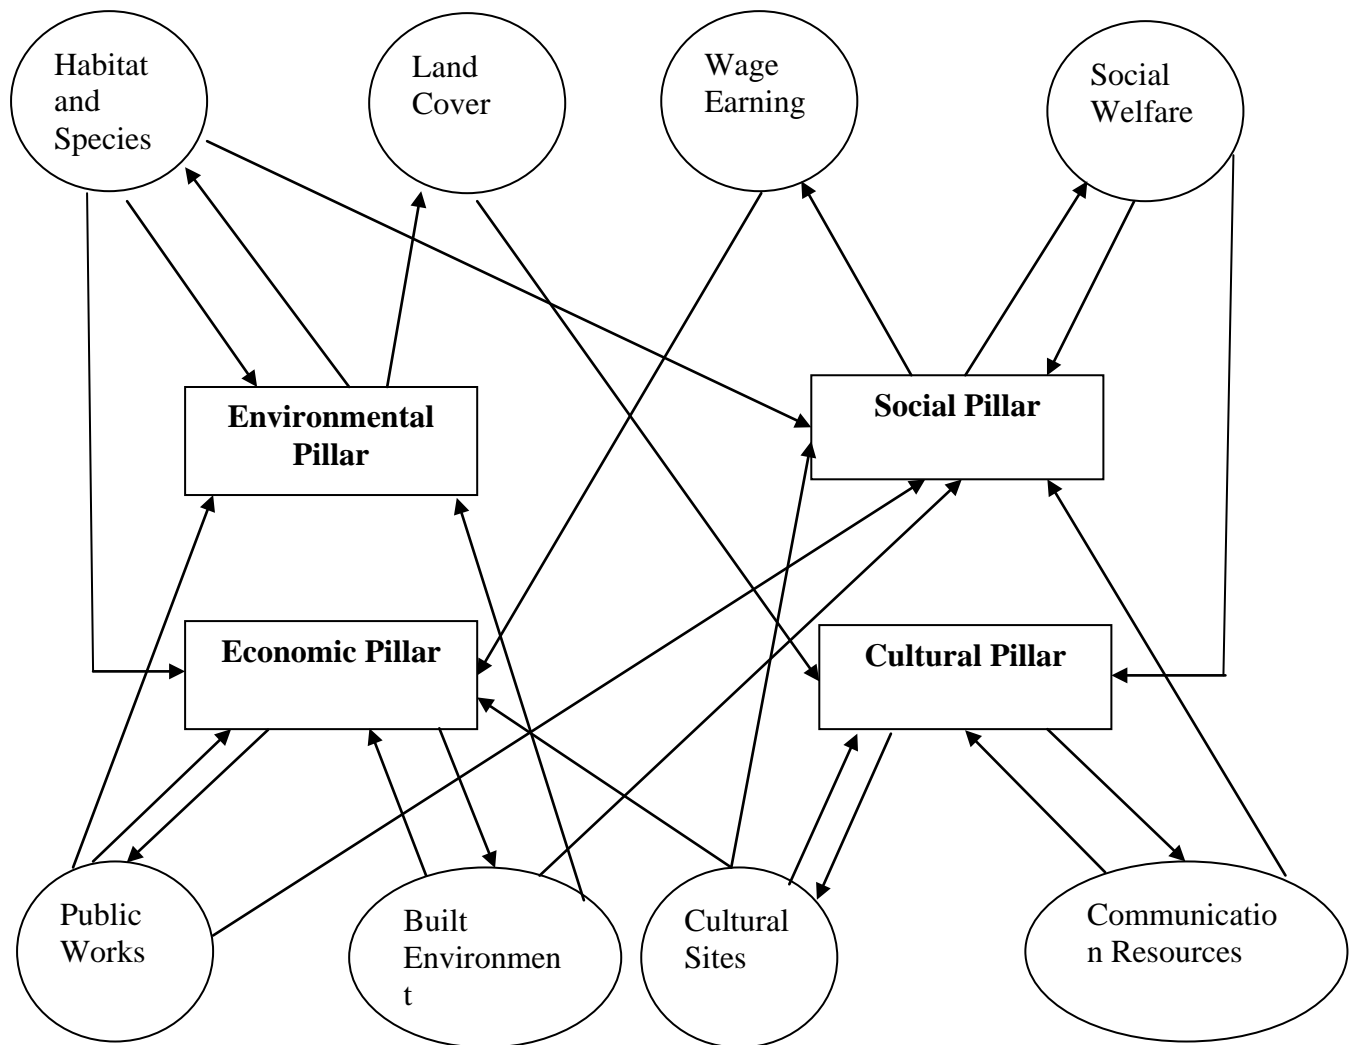 Habitat
and
Species
Land
Cover
Wage
Earning
Social
Welfare
Environmental
Pillar
Social Pillar
Economic Pillar
Cultural Pillar
Public
Works
Built
Environmen
t
Cultural
Sites
Communicatio
n Resources